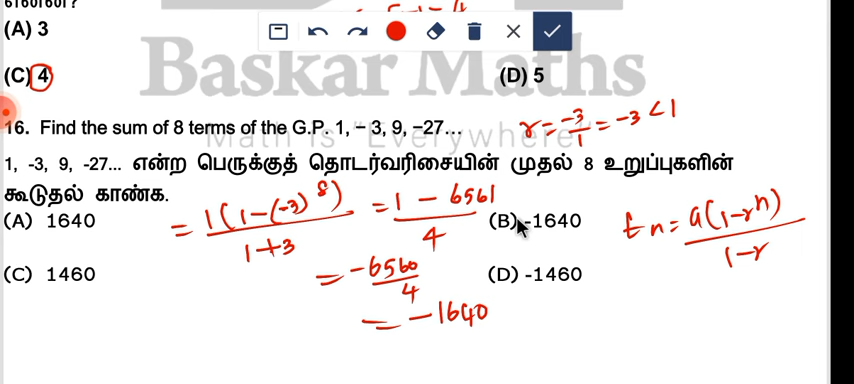 (A) 3
(C) 4
(D) 5
Baskar Maths
Math is "Everywhere"
16. Find the sum of 8 terms of the G.P. 1, – 3, 9, –27...
r = -3/1 = -3 < 1
1, -3, 9, -27... என்ற பெருக்குத் தொடர்வரிசையின் முதல் 8 உறுப்புகளின்
கூடுதல் காண்க.
(A) 1640
(B) -1640
(C) 1460
(D) -1460
= 1(1-(-3)^8)/1+3 = 1 - 6561/4
= -6560/4
= -1640
tn = a(1-r^n)/1-r